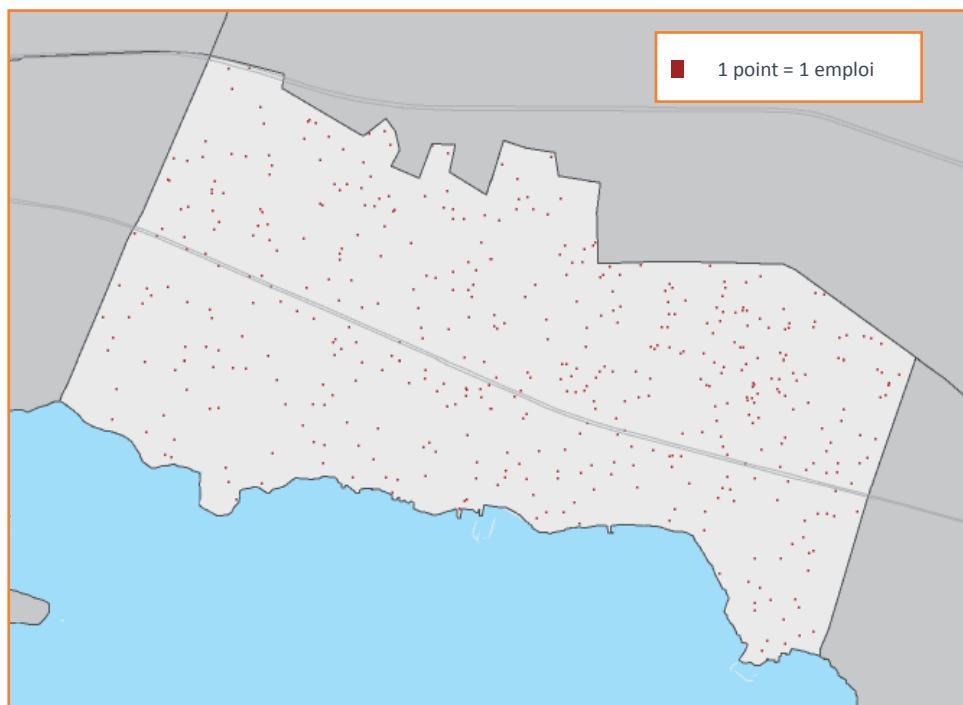 1 point = 1 emploi